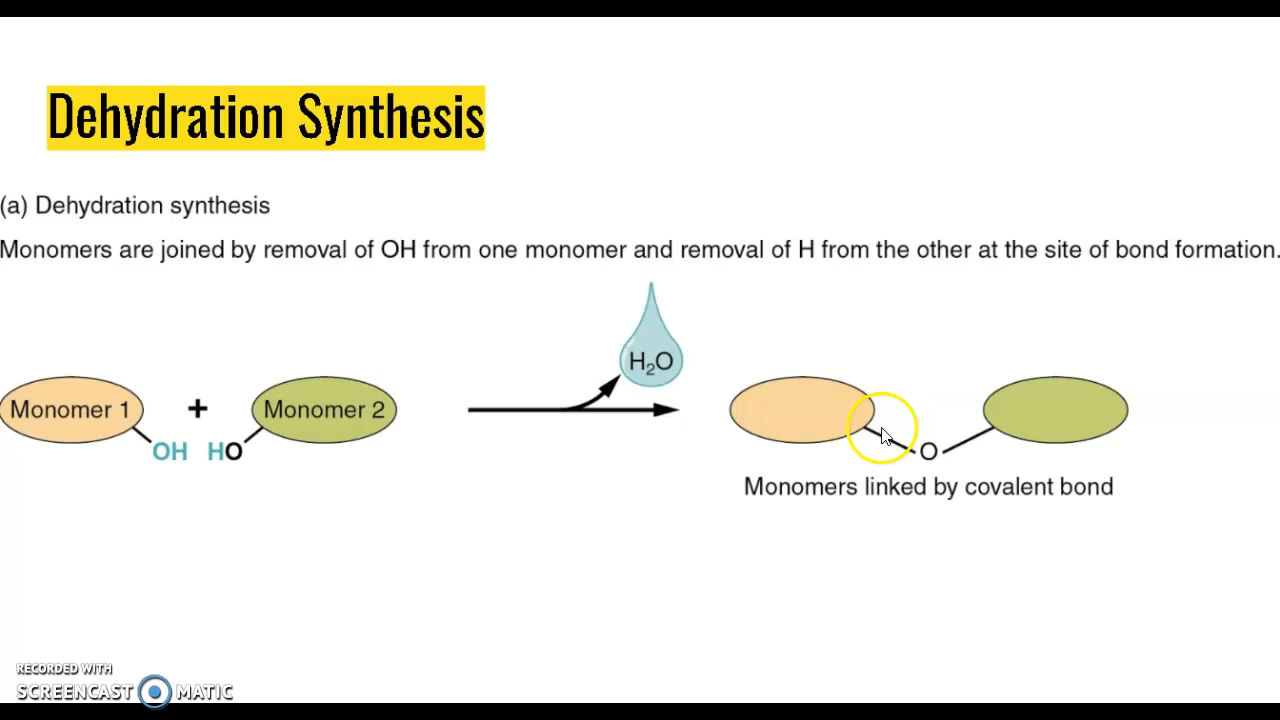 Dehydration Synthesis
(a) Dehydration synthesis
Monomers are joined by removal of OH from one monomer and removal of H from the other at the site of bond formation.
H₂O
Monomer 1 + Monomer 2
OH HO
O
Monomers linked by covalent bond
RECORDED WITH
SCREENCAST MATIC